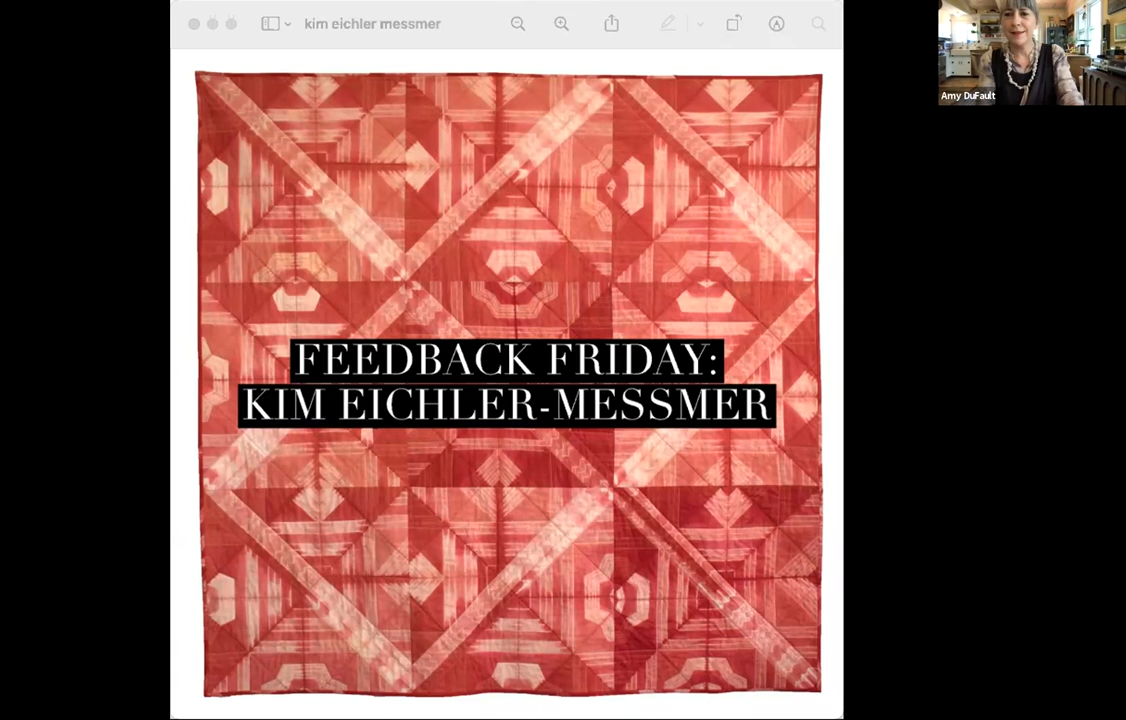 kim eichler messmer
Amy DuFault
FEEDBACK FRIDAY:
KIM EICHLER-MESSMER